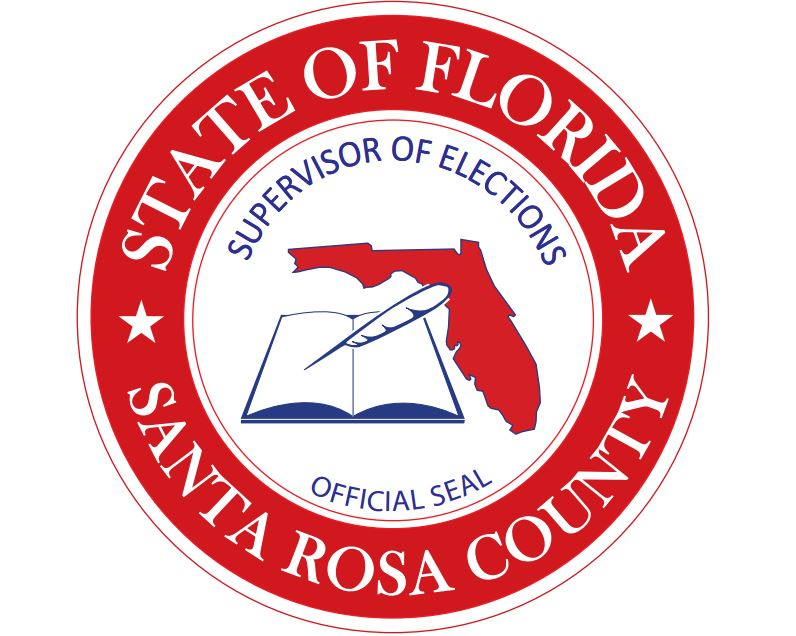 STATE OF FLORIDA
SUPERVISOR OF ELECTIONS
OFFICIAL SEAL
SANTA ROSA COUNTY